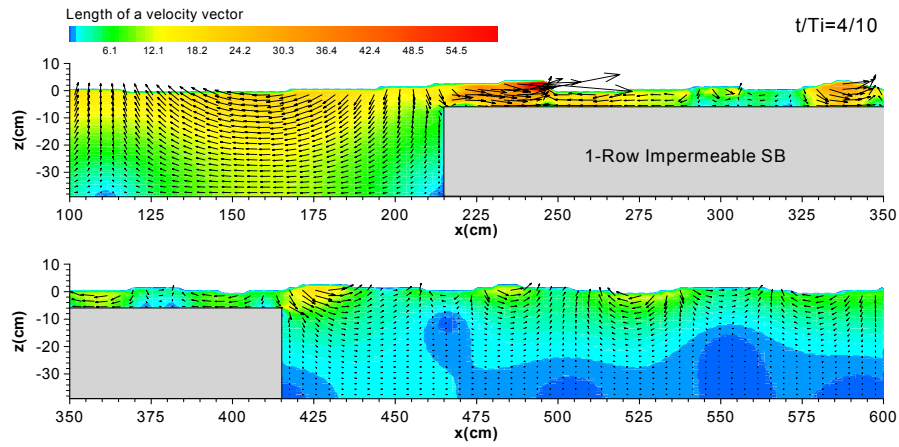 Length of a velocity vector
6.1 12.1 18.2 24.2 30.3 36.4 42.4 48.5 54.5
t/Ti=4/10
10
0
-10
-20
-30
z(cm)
1-Row Impermeable SB
100 125 150 175 200 225 250 275 300 325 350
x(cm)
10
0
-10
-20
-30
z(cm)
350 375 400 425 450 475 500 525 550 575 600
x(cm)